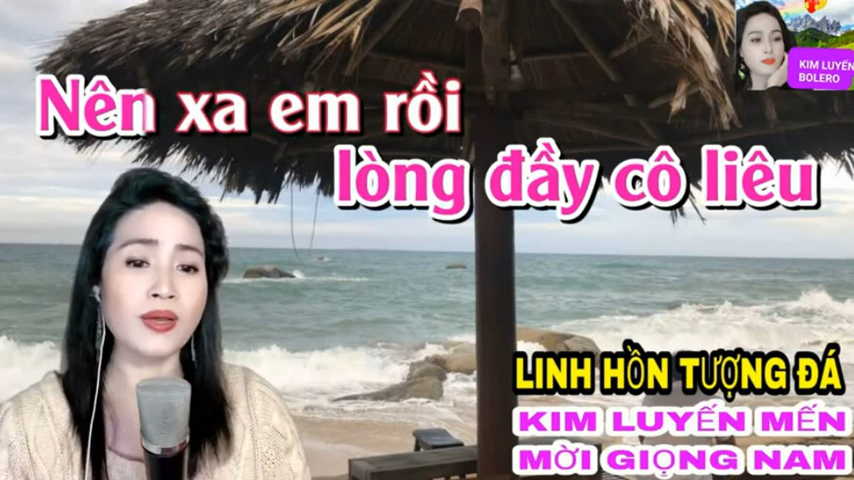 KIM LUYẾN
BOLERO
Nên xa em rồi
lòng đầy cô liêu
LINH HỒN TƯỢNG ĐÁ
KIM LUYẾN MẾN
MỜI GIỌNG NAM